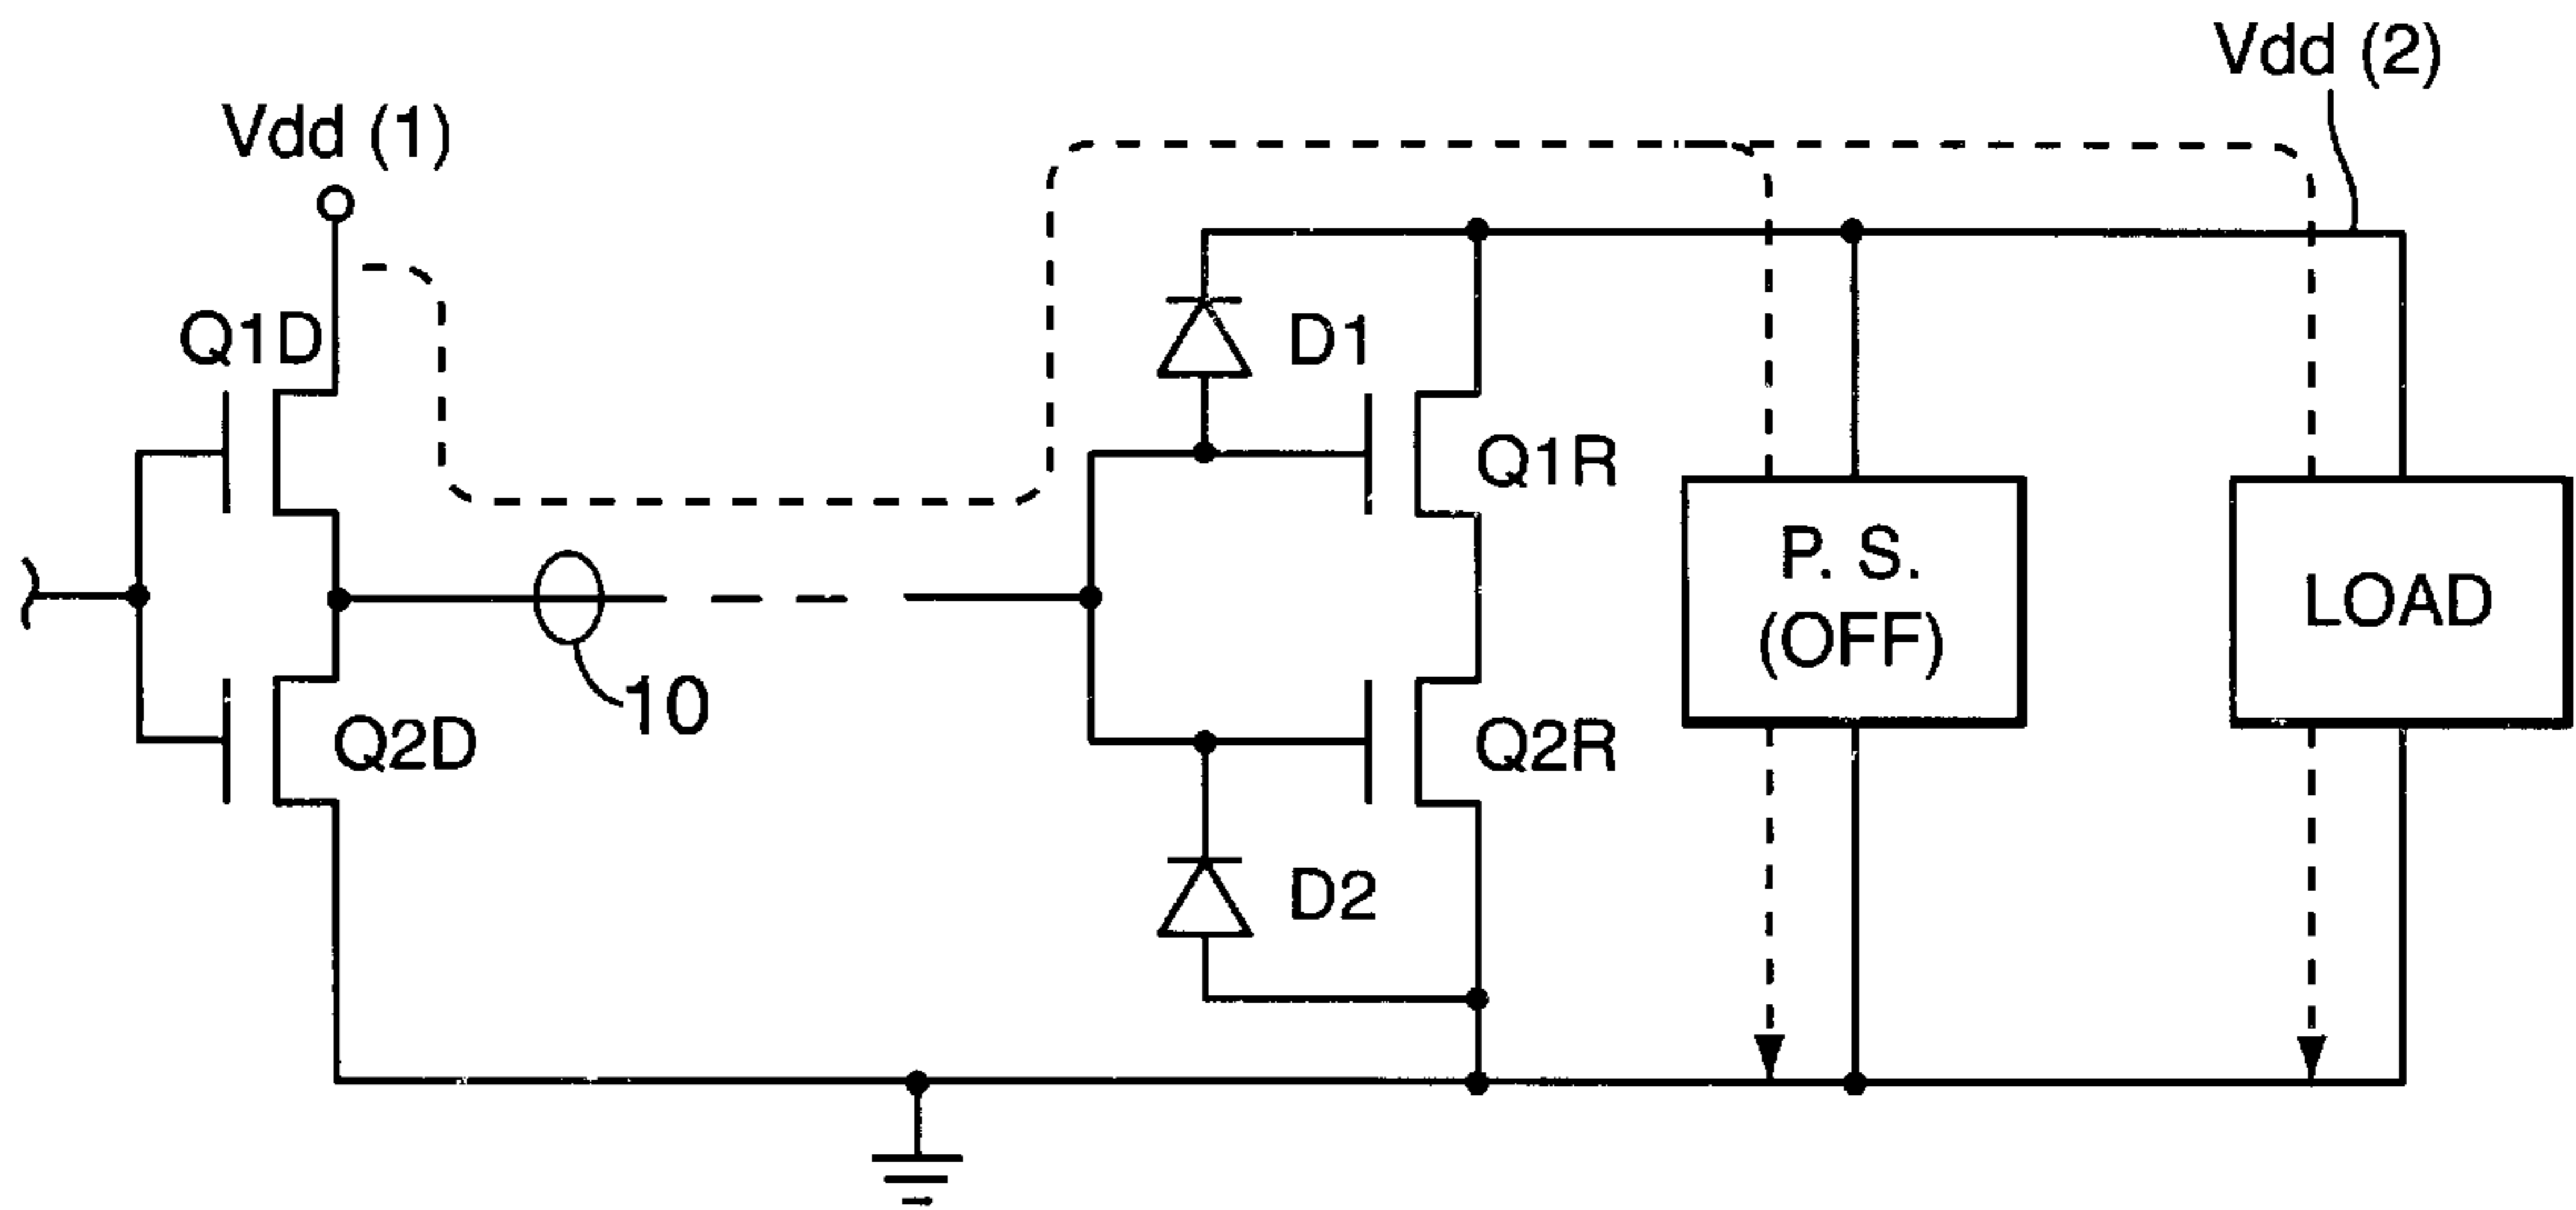 Vdd (2)
Vdd (1)
Q1D
D1
Q1R
P. S.
(OFF)
LOAD
10
Q2D
Q2R
D2